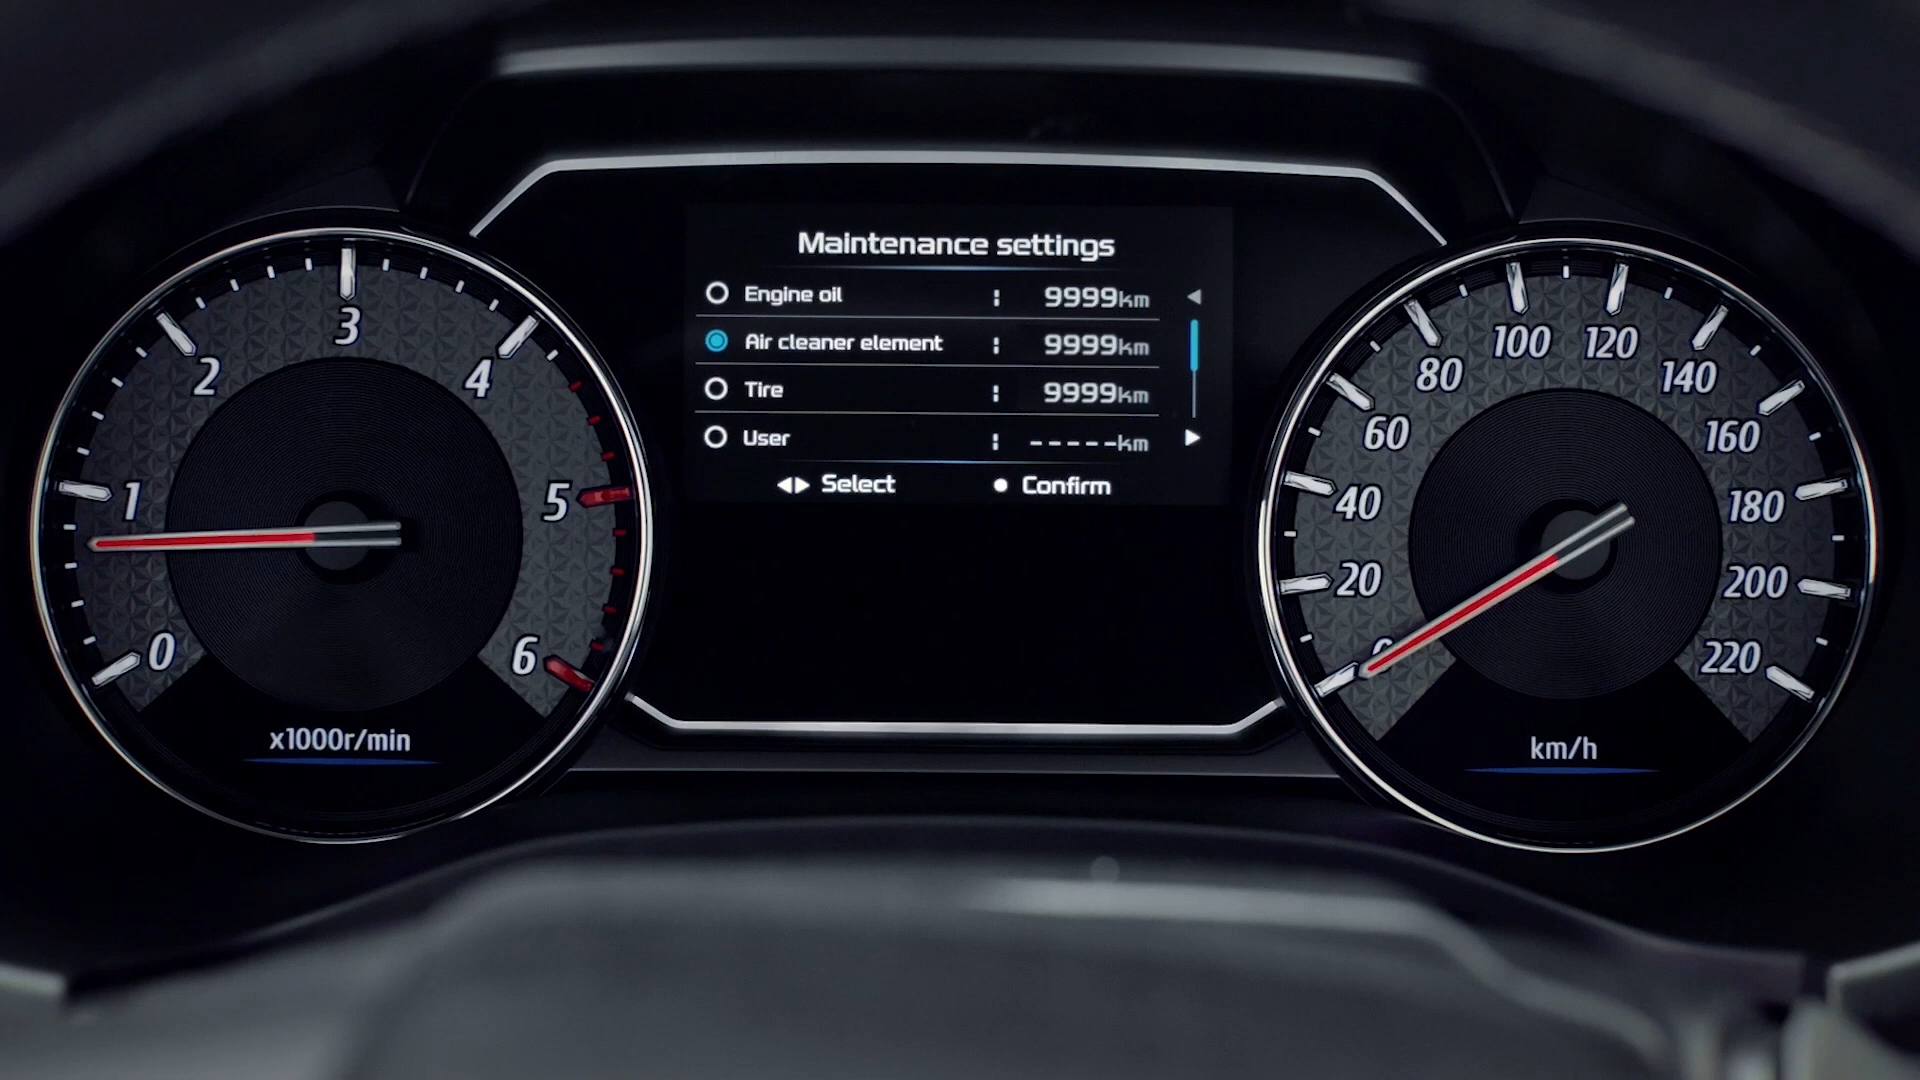 Maintenance settings
Engine oil : 9999km
Air cleaner element : 9999km
Tire : 9999km
User : -----km
◀▶ Select ● Confirm
0
1
2
3
4
5
6
x1000r/min
0
20
40
60
80
100
120
140
160
180
200
220
km/h